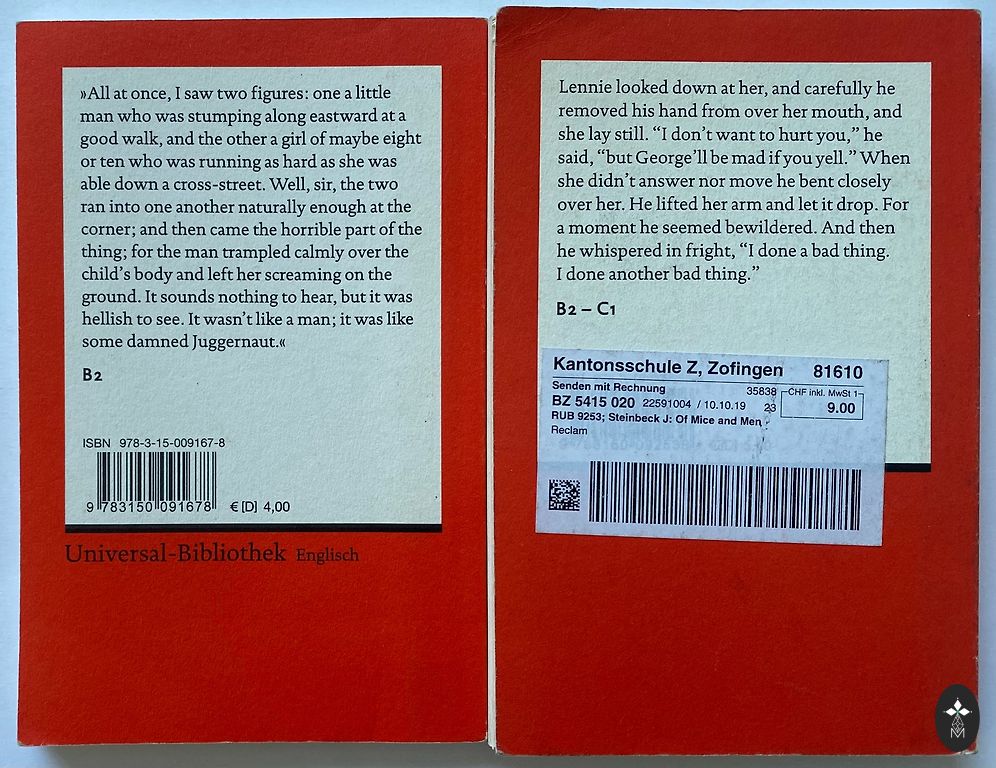 »All at once, I saw two figures: one a little
man who was stumping along eastward at a
good walk, and the other a girl of maybe eight
or ten who was running as hard as she was
able down a cross-street. Well, sir, the two
ran into one another naturally enough at the
corner; and then came the horrible part of the
thing; for the man trampled calmly over the
child's body and left her screaming on the
ground. It sounds nothing to hear, but it was
hellish to see. It wasn't like a man; it was like
some damned Juggernaut.«
B2
ISBN 978-3-15-009167-8
9 783150 091678
€ [D] 4,00
Universal-Bibliothek Englisch
Lennie looked down at her, and carefully he
removed his hand from over her mouth, and
she lay still. “I don't want to hurt you,” he
said, “but George'll be mad if you yell.” When
she didn't answer nor move he bent closely
over her. He lifted her arm and let it drop. For
a moment he seemed bewildered. And then
he whispered in fright, “I done a bad thing.
I done another bad thing.”
B2 – C1
Kantonsschule Z, Zofingen 81610
Senden mit Rechnung 35838 CHF inkl. MwSt 1
BZ 5415 020 22591004 / 10.10.19 23 9.00
RUB 9253; Steinbeck J: Of Mice and Men
Reclam
M